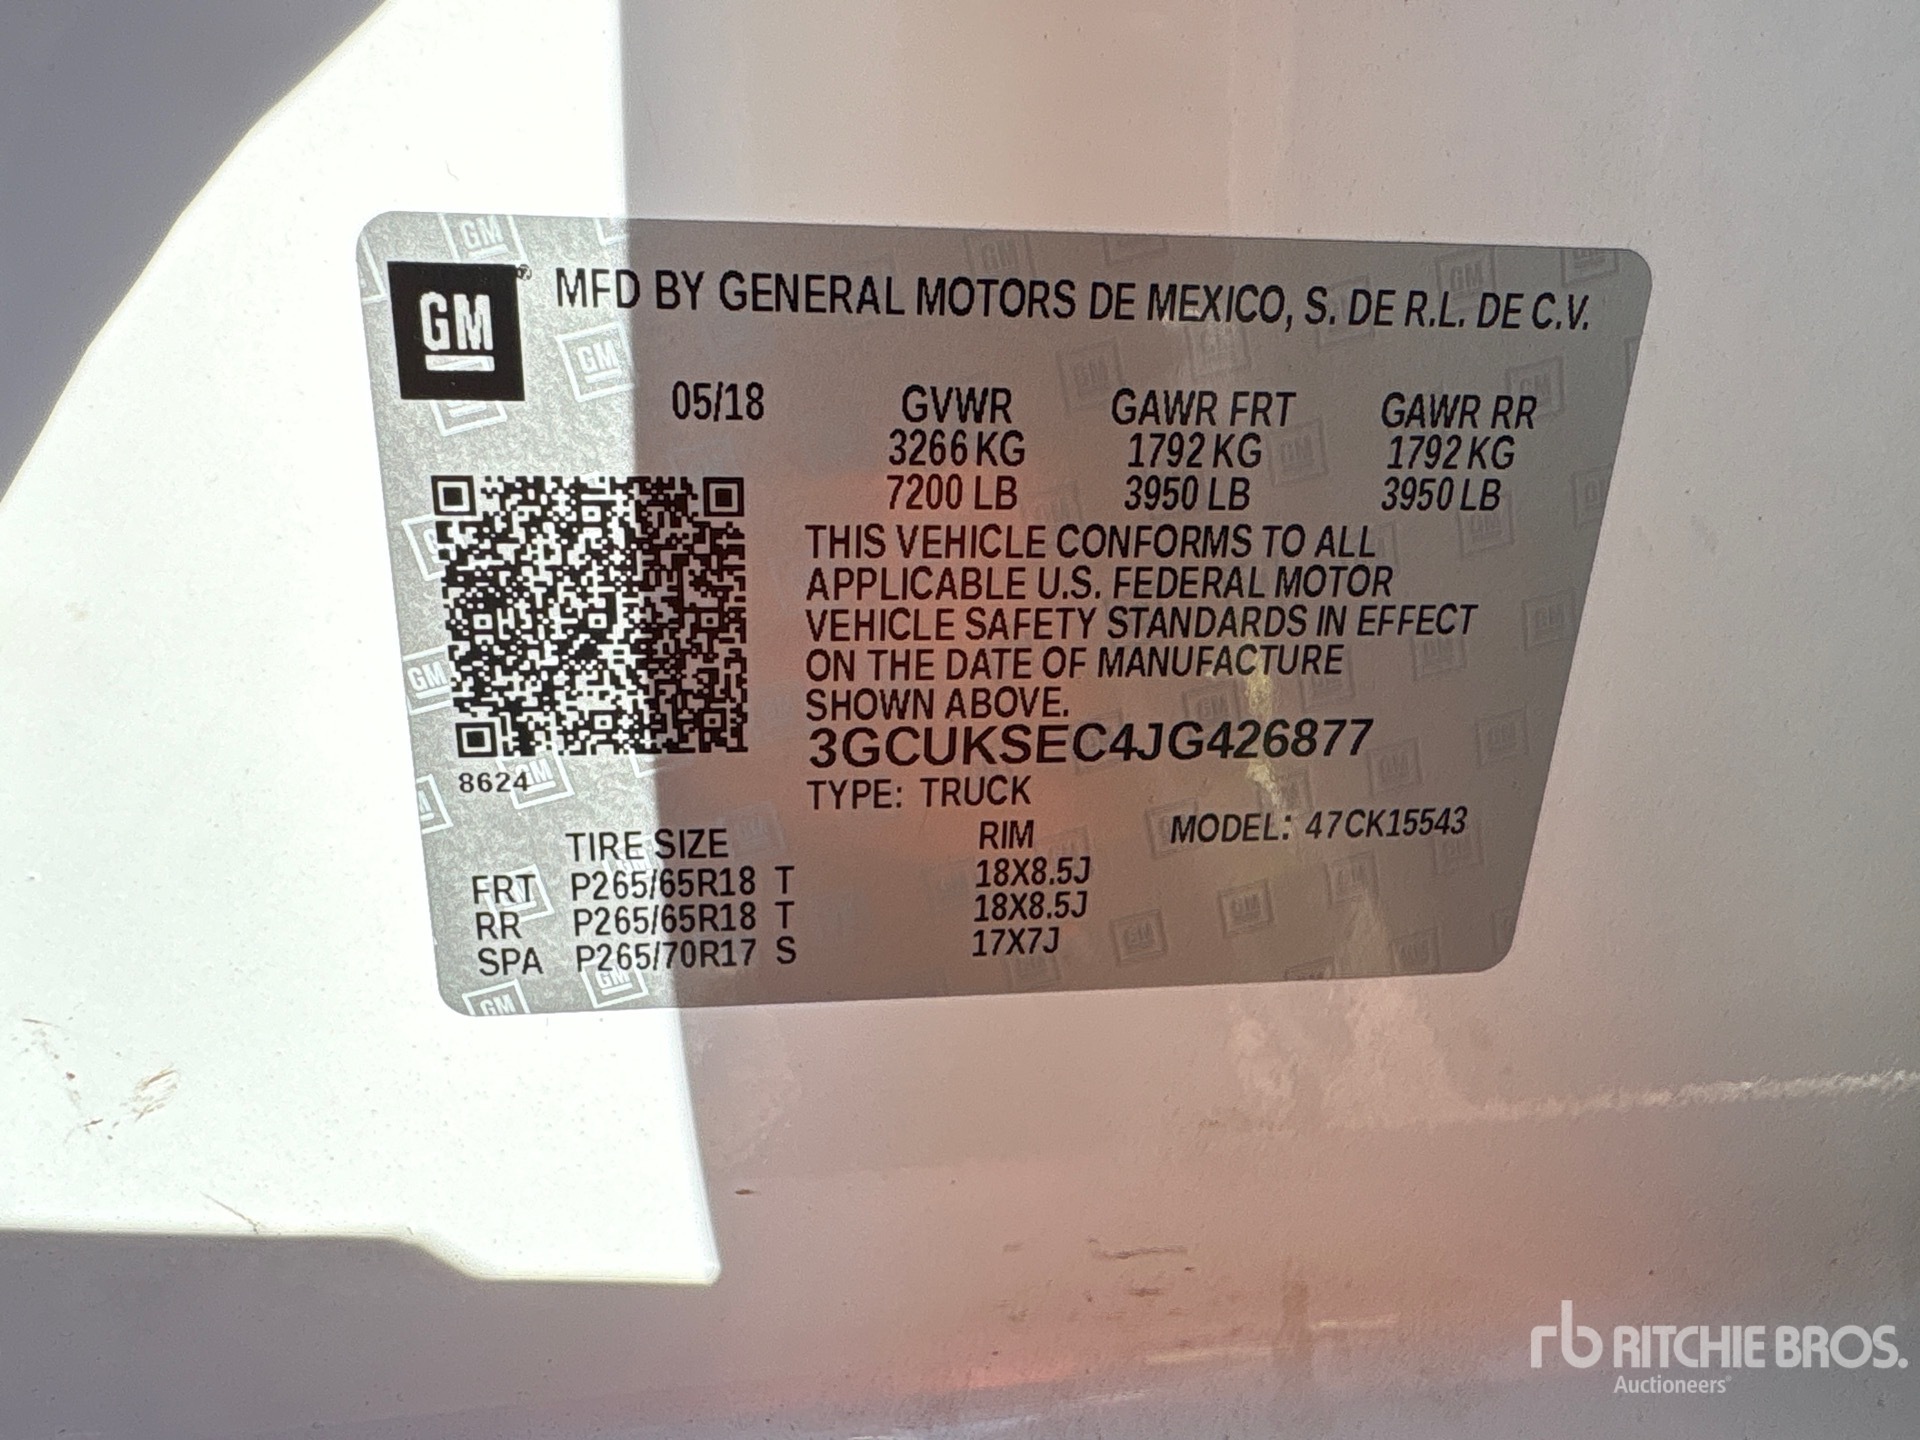 GM® MFD BY GENERAL MOTORS DE MEXICO, S. DE R.L. DE C.V.
05/18 GVWR GAWR FRT GAWR RR
3266 KG 1792 KG 1792 KG
7200 LB 3950 LB 3950 LB
THIS VEHICLE CONFORMS TO ALL
APPLICABLE U.S. FEDERAL MOTOR
VEHICLE SAFETY STANDARDS IN EFFECT
ON THE DATE OF MANUFACTURE
SHOWN ABOVE.
3GCUKSEC4JG426877
8624
TYPE: TRUCK
TIRE SIZE RIM MODEL: 47CK15543
FRT P265/65R18 T 18X8.5J
RR P265/65R18 T 18X8.5J
SPA P265/70R17 S 17X7J
rb RITCHIE BROS.
Auctioneers